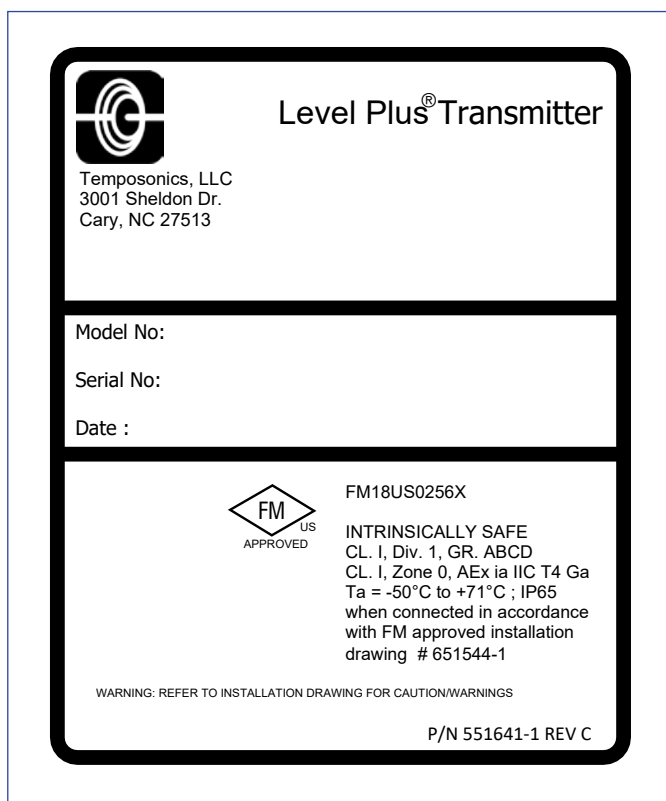 Level Plus® Transmitter
Temposonics, LLC
3001 Sheldon Dr.
Cary, NC 27513
Model No:
Serial No:
Date :
FM
US
APPROVED
FM18US0256X
INTRINSICALLY SAFE
CL. I, Div. 1, GR. ABCD
CL. I, Zone 0, AEx ia IIC T4 Ga
Ta = -50°C to +71°C ; IP65
when connected in accordance
with FM approved installation
drawing # 651544-1
WARNING: REFER TO INSTALLATION DRAWING FOR CAUTION/WARNINGS
P/N 551641-1 REV C